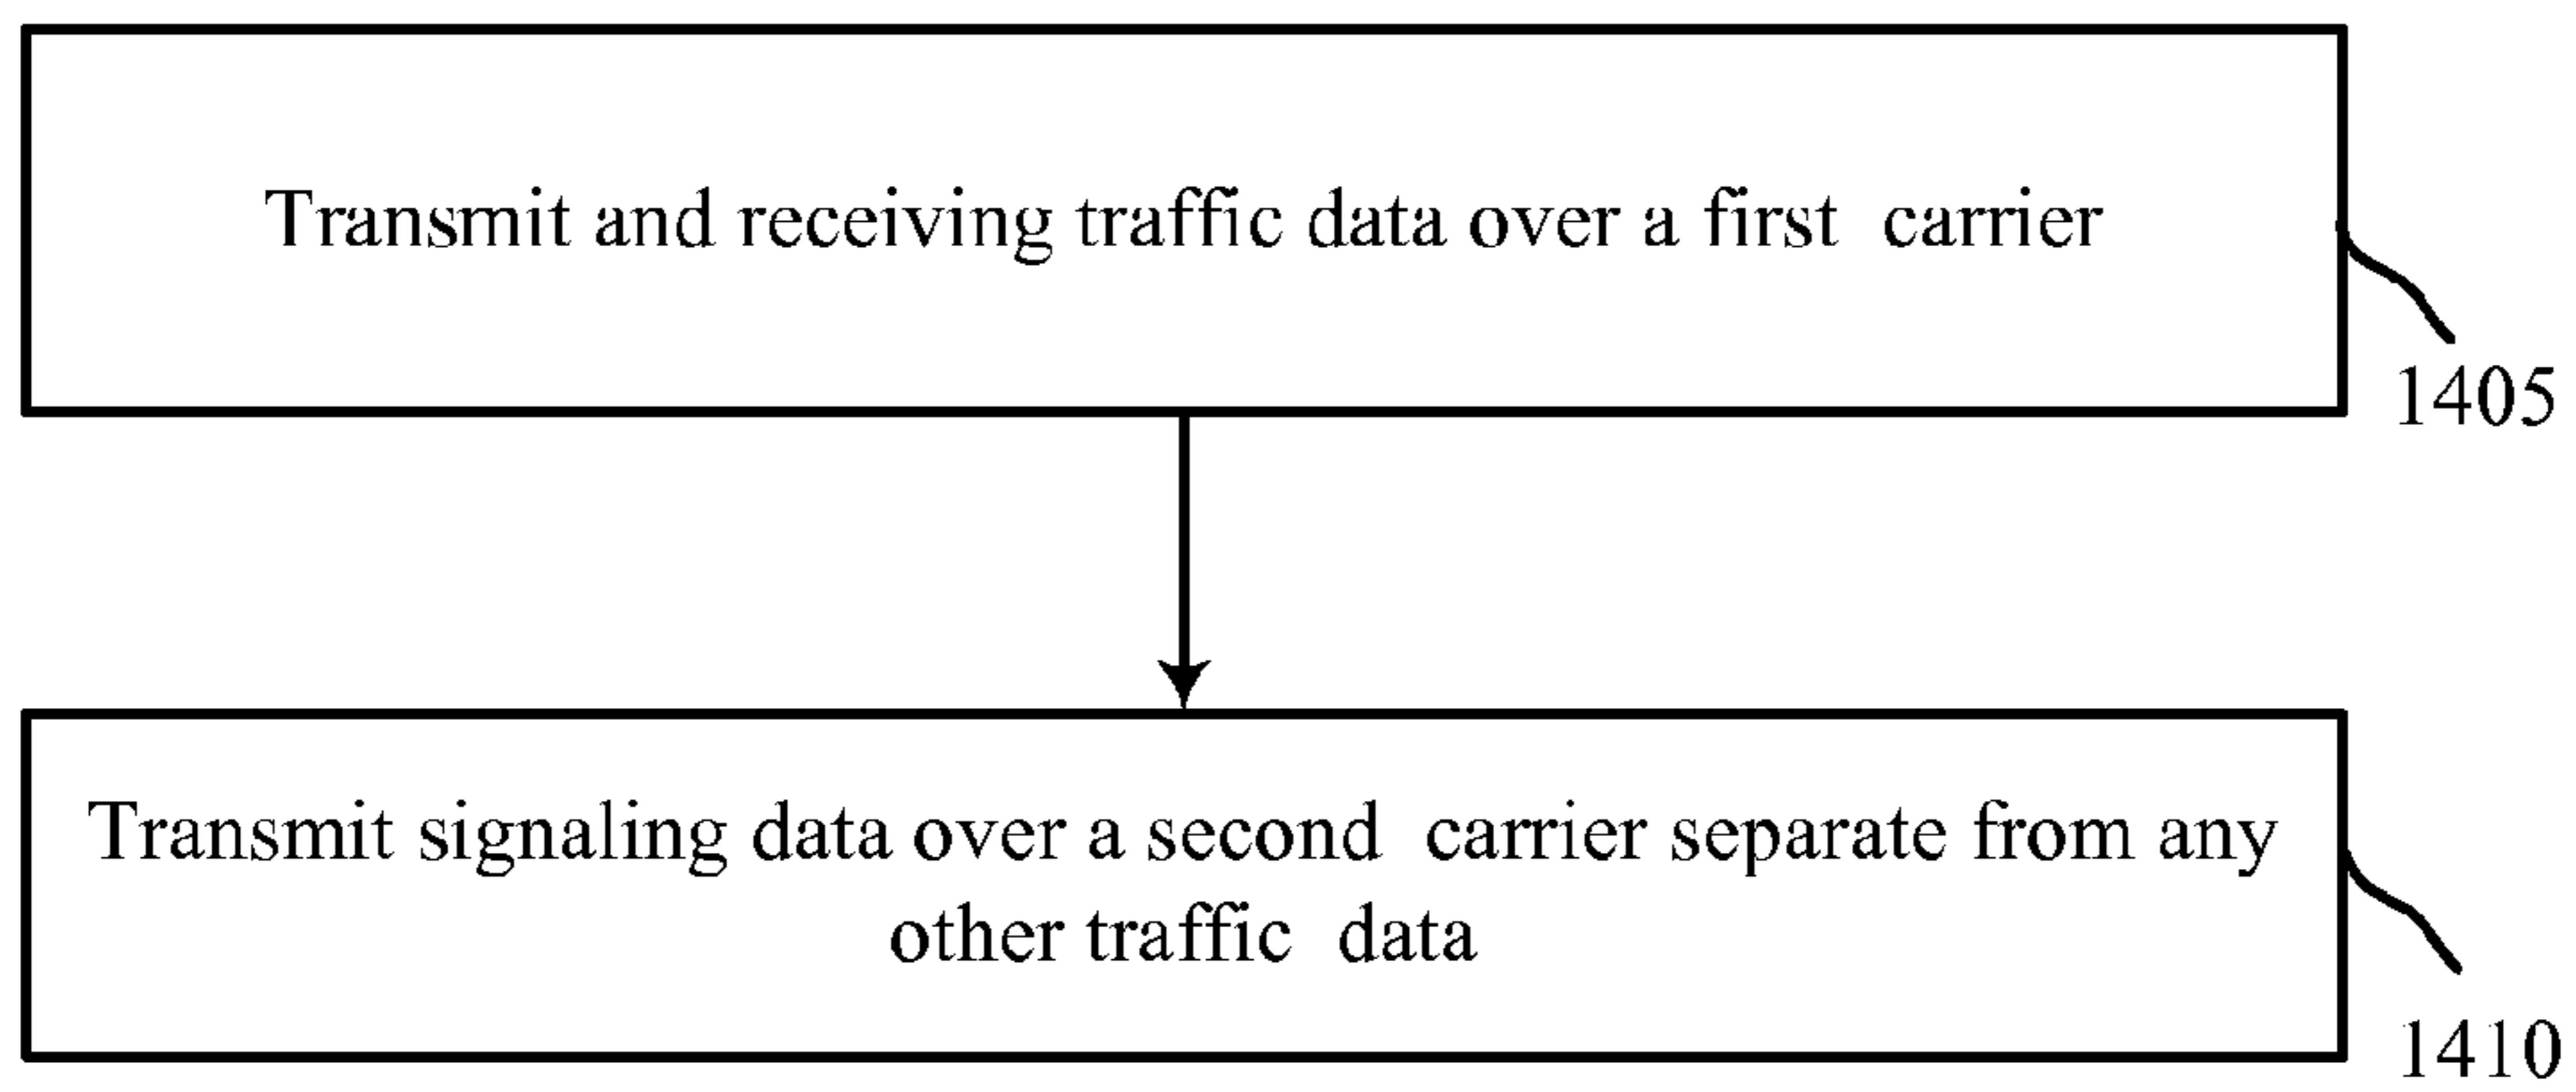 Transmit and receiving traffic data over a first carrier
1405
Transmit signaling data over a second carrier separate from any
other traffic data
1410